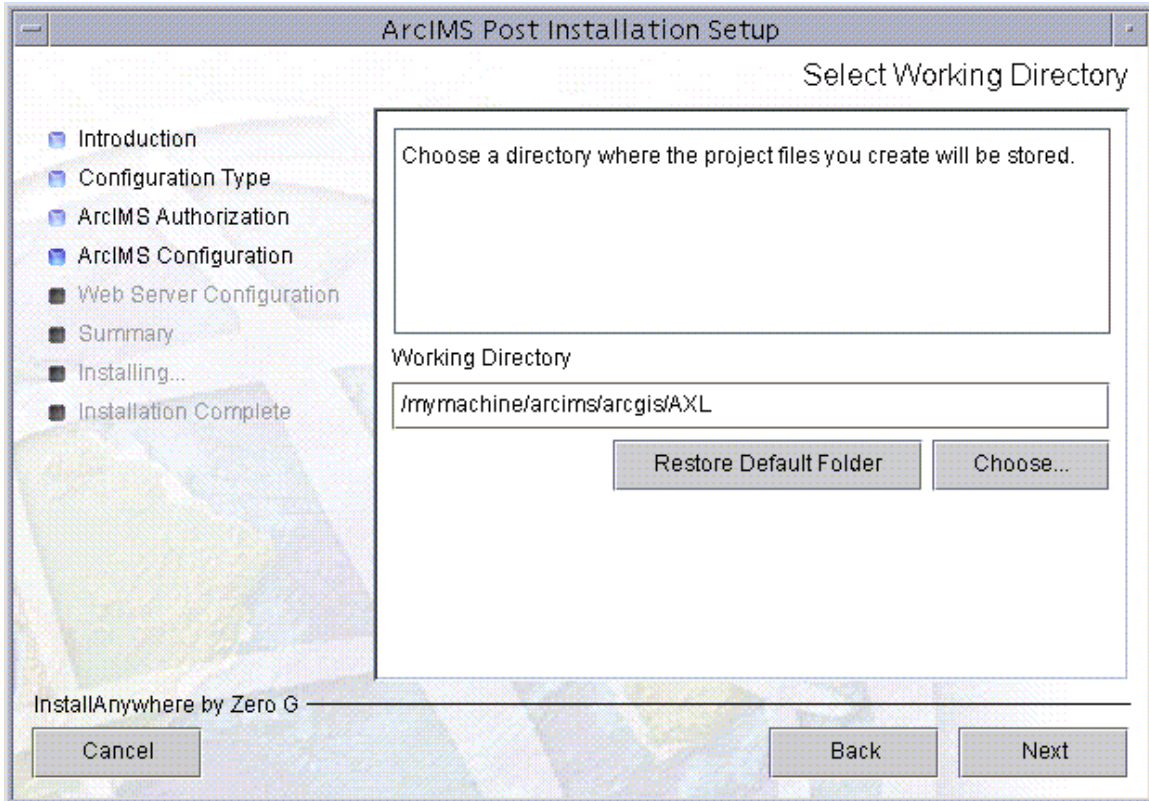 ArcIMS Post Installation Setup
Select Working Directory
Introduction
Configuration Type
ArcIMS Authorization
ArcIMS Configuration
Web Server Configuration
Summary
Installing...
Installation Complete
Choose a directory where the project files you create will be stored.
Working Directory
/mymachine/arcims/arcgis/AXL
Restore Default Folder
Choose...
InstallAnywhere by Zero G
Cancel
Back
Next